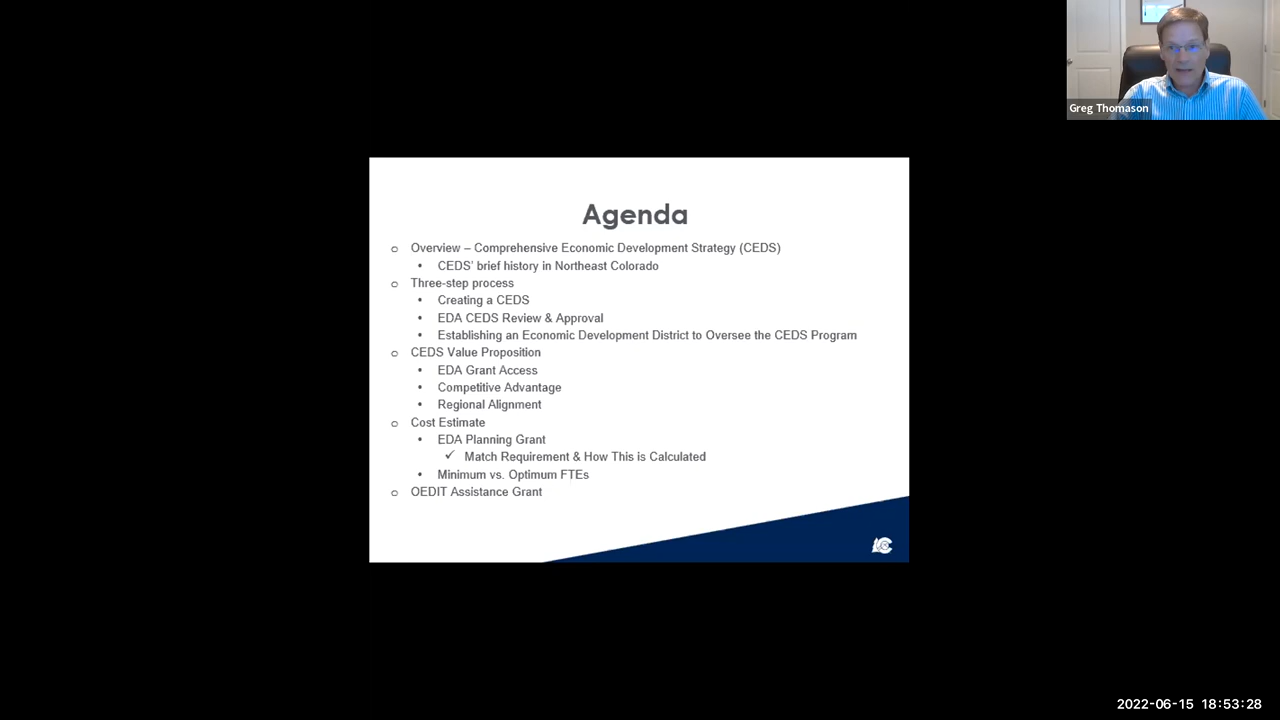 Greg Thomason
Agenda
o Overview – Comprehensive Economic Development Strategy (CEDS)
• CEDS' brief history in Northeast Colorado
o Three-step process
• Creating a CEDS
• EDA CEDS Review & Approval
• Establishing an Economic Development District to Oversee the CEDS Program
o CEDS Value Proposition
• EDA Grant Access
• Competitive Advantage
• Regional Alignment
o Cost Estimate
• EDA Planning Grant
✓ Match Requirement & How This is Calculated
• Minimum vs. Optimum FTEs
o OEDIT Assistance Grant
2022-06-15 18:53:28